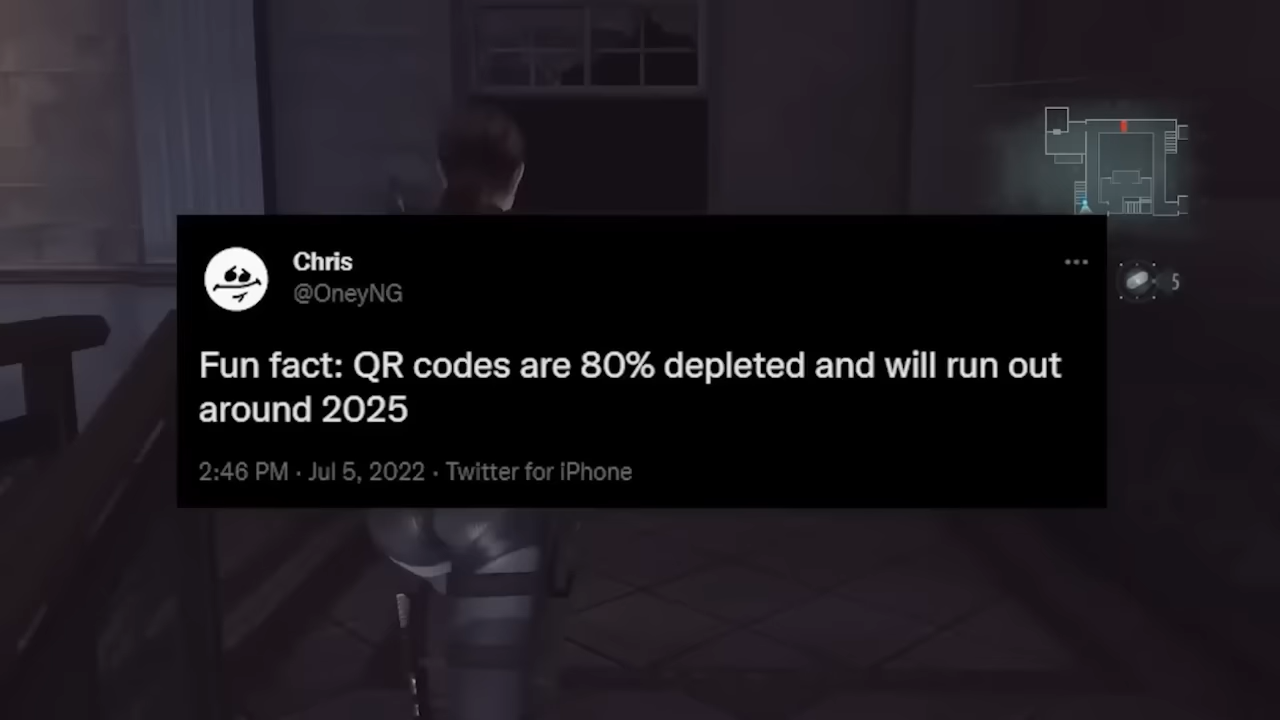 Chris
@OneyNG
Fun fact: QR codes are 80% depleted and will run out
around 2025
2:46 PM · Jul 5, 2022 · Twitter for iPhone
5